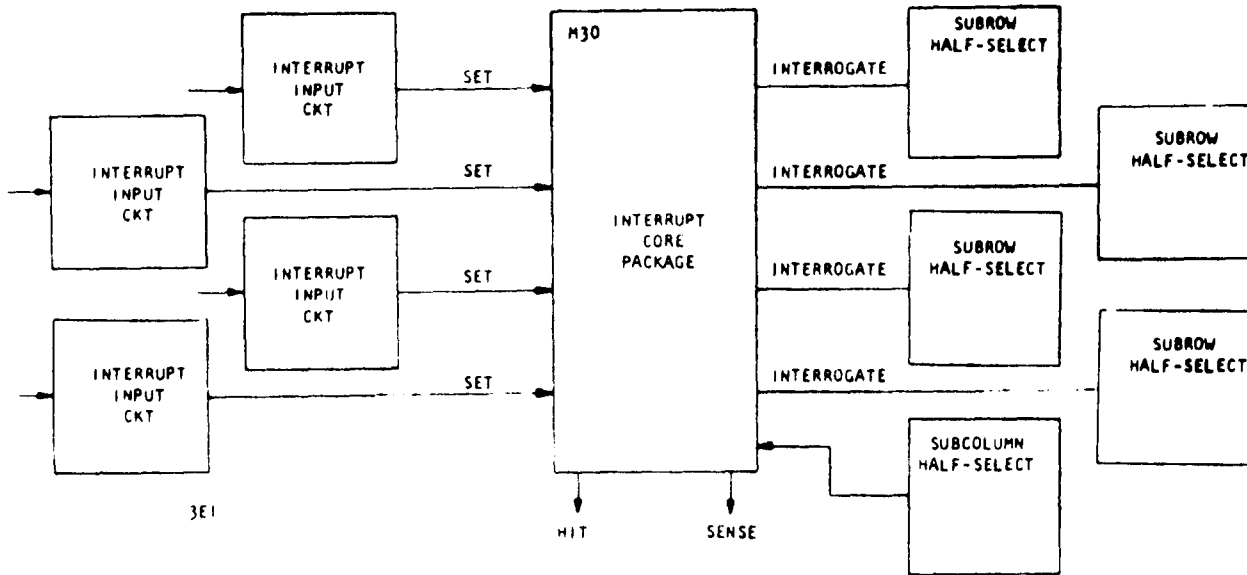 INTERRUPT
INPUT
CKT
SET
M30
INTERROGATE
SUBROW
HALF-SELECT
INTERRUPT
INPUT
CKT
SET
INTERROGATE
SUBROW
HALF-SELECT
INTERRUPT
CORE
PACKAGE
INTERRUPT
INPUT
CKT
SET
INTERROGATE
SUBROW
HALF-SELECT
INTERRUPT
INPUT
CKT
SET
INTERROGATE
SUBROW
HALF-SELECT
SUBCOLUMN
HALF-SELECT
3E1
HIT
SENSE